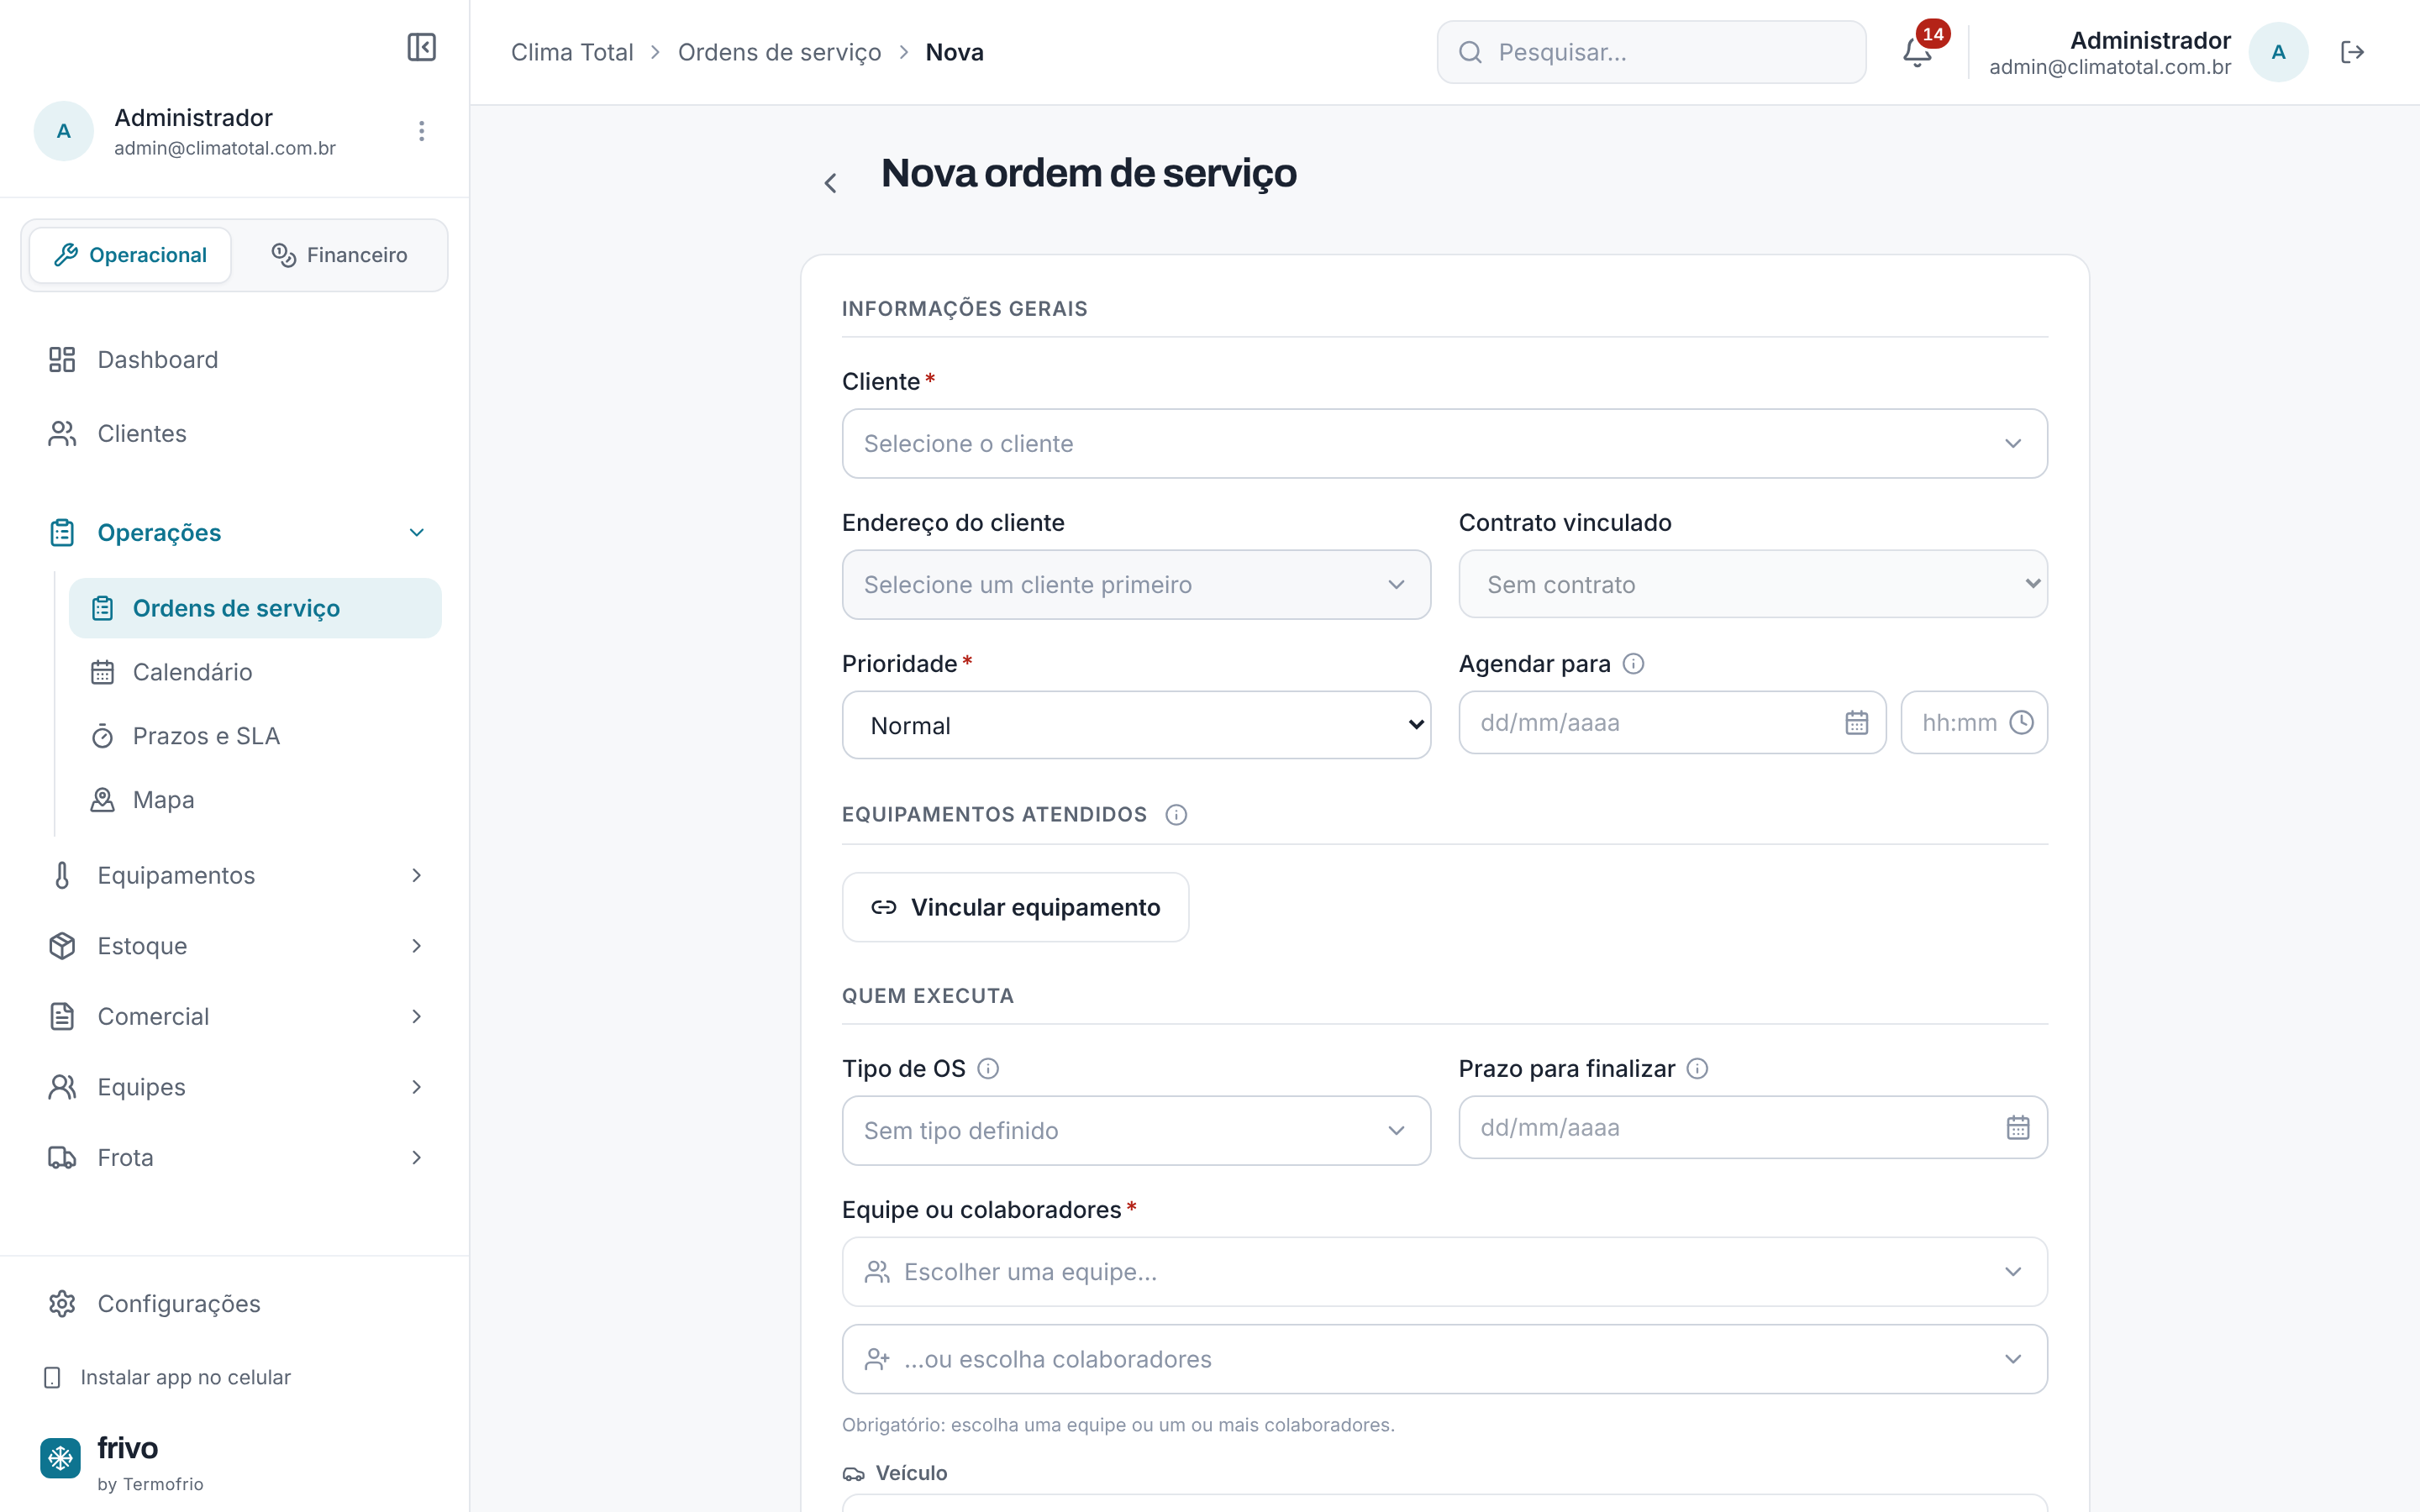 Clima Total > Ordens de serviço > Nova
Pesquisar...
14
Administrador
admin@climatotal.com.br
A
A
Administrador
admin@climatotal.com.br
Operacional
Financeiro
Dashboard
Clientes
Operações
Ordens de serviço
Calendário
Prazos e SLA
Mapa
Equipamentos
Estoque
Comercial
Equipes
Frota
Configurações
Instalar app no celular
frivo
by Termofrio
Nova ordem de serviço
INFORMAÇÕES GERAIS
Cliente*
Selecione o cliente
Endereço do cliente
Selecione um cliente primeiro
Contrato vinculado
Sem contrato
Prioridade*
Normal
Agendar para
dd/mm/aaaa
hh:mm
EQUIPAMENTOS ATENDIDOS
Vincular equipamento
QUEM EXECUTA
Tipo de OS
Sem tipo definido
Prazo para finalizar
dd/mm/aaaa
Equipe ou colaboradores*
Escolher uma equipe...
...ou escolha colaboradores
Obrigatório: escolha uma equipe ou um ou mais colaboradores.
Veículo